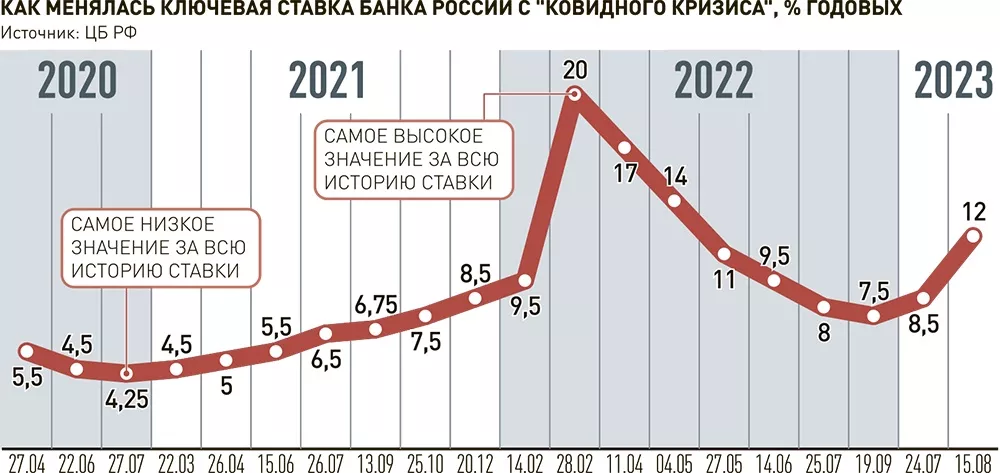 КАК МЕНЯЛАСЬ КЛЮЧЕВАЯ СТАВКА БАНКА РОССИИ С "КОВИДНОГО КРИЗИСА", % ГОДОВЫХ
Источник: ЦБ РФ
2020 2021 2022 2023
САМОЕ НИЗКОЕ
ЗНАЧЕНИЕ ЗА ВСЮ
ИСТОРИЮ СТАВКИ
САМОЕ ВЫСОКОЕ
ЗНАЧЕНИЕ ЗА ВСЮ
ИСТОРИЮ СТАВКИ
5,5
4,5
4,25
4,5
5
5,5
6,5
6,75
7,5
8,5
9,5
20
17
14
11
9,5
8
7,5
8,5
12
27.04 22.06 27.07 22.03 26.04 15.06 26.07 13.09 25.10 20.12 14.02 28.02 11.04 04.05 27.05 14.06 25.07 19.09 24.07 15.08